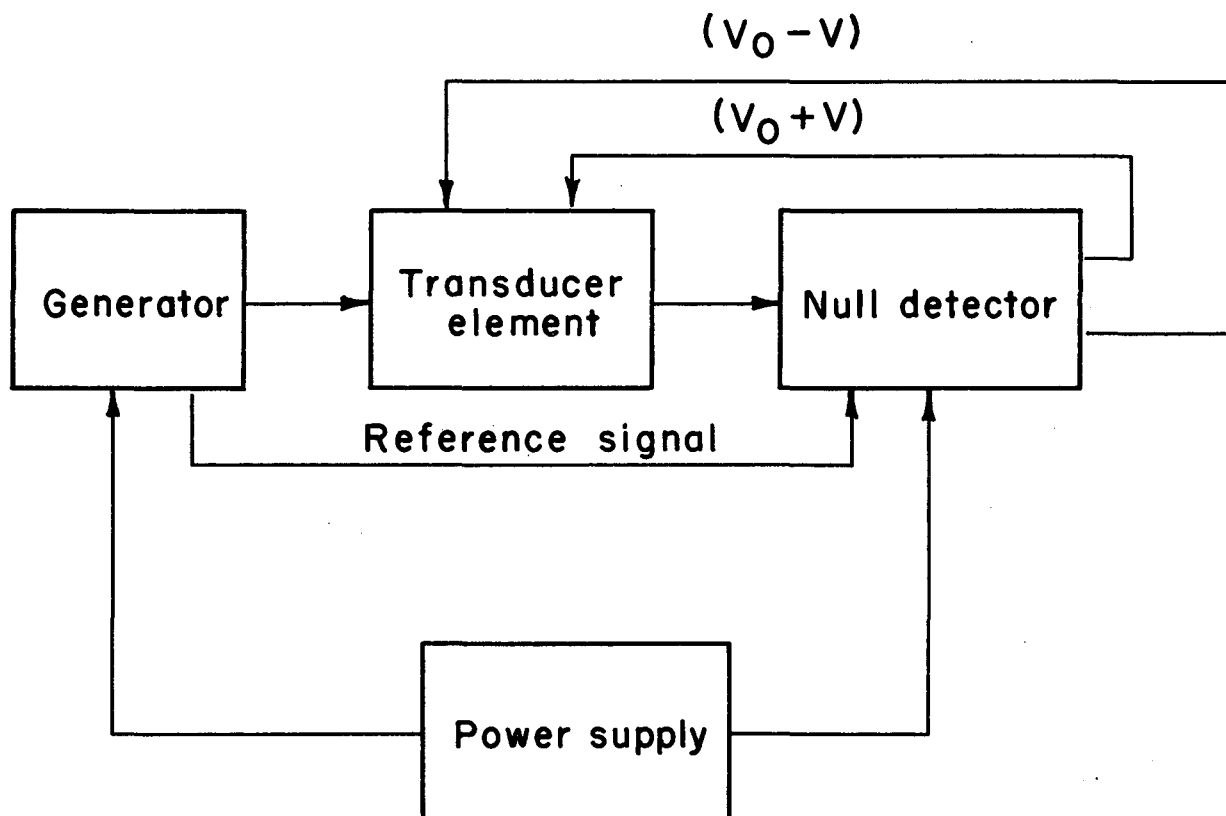 (V₀ – V)
(V₀ + V)
Generator
Transducer
element
Null detector
Reference signal
Power supply